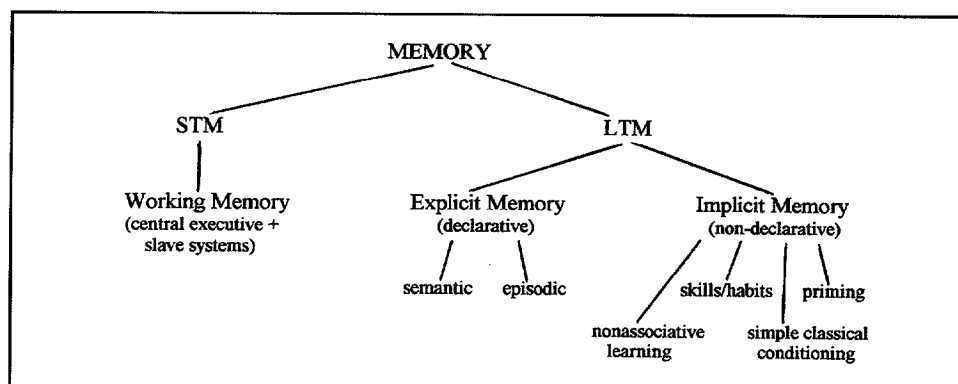 MEMORY
STM
LTM
Working Memory
(central executive +
slave systems)
Explicit Memory
(declarative)
Implicit Memory
(non-declarative)
semantic
episodic
skills/habits
priming
nonassociative
learning
simple classical
conditioning